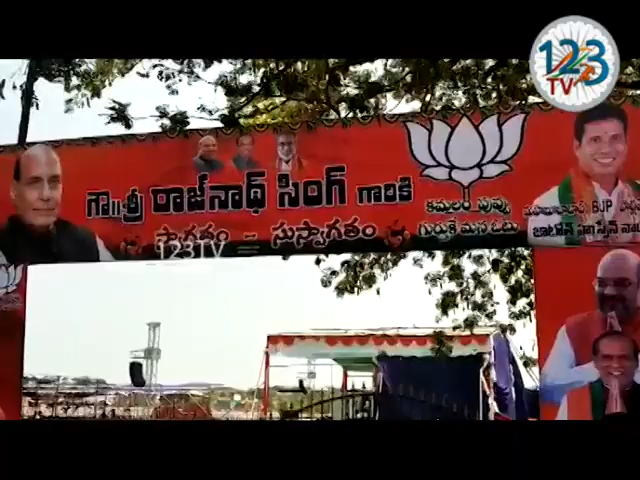 123
TV
గౌ॥శ్రీ రాజ్‌నాథ్ సింగ్ గారికి
స్వాగతం - సుస్వాగతం
123TV
కమలం పువ్వు
గుర్తుకే మన ఓటు
BJP